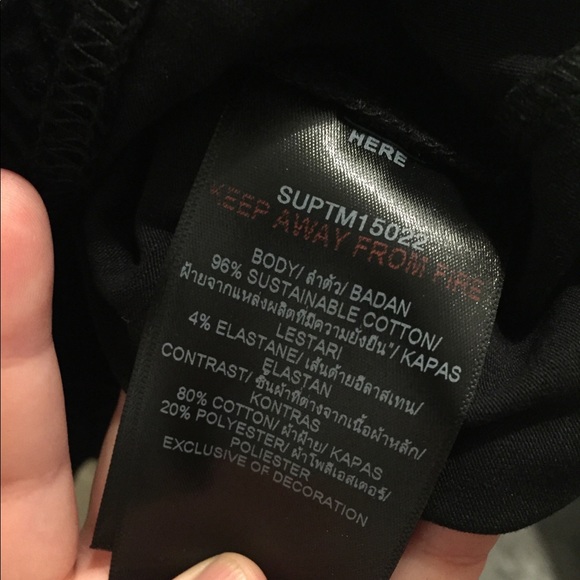 HERE
SUPTM15022
KEEP AWAY FROM FIRE
BODY/ ลำตัว/ BADAN
96% SUSTAINABLE COTTON/
ฝ้ายจากแหล่งผลิตที่มีความยั่งยืน"/ KAPAS
LESTARI
4% ELASTANE/ เส้นด้ายอีลาสเทน/
ELASTAN
CONTRAST/ ชิ้นผ้าที่ต่างจากเนื้อผ้าหลัก/
KONTRAS
80% COTTON/ ผ้าฝ้าย/ KAPAS
20% POLYESTER/ ผ้าโพลีเอสเตอร์/
POLIESTER
EXCLUSIVE OF DECORATION